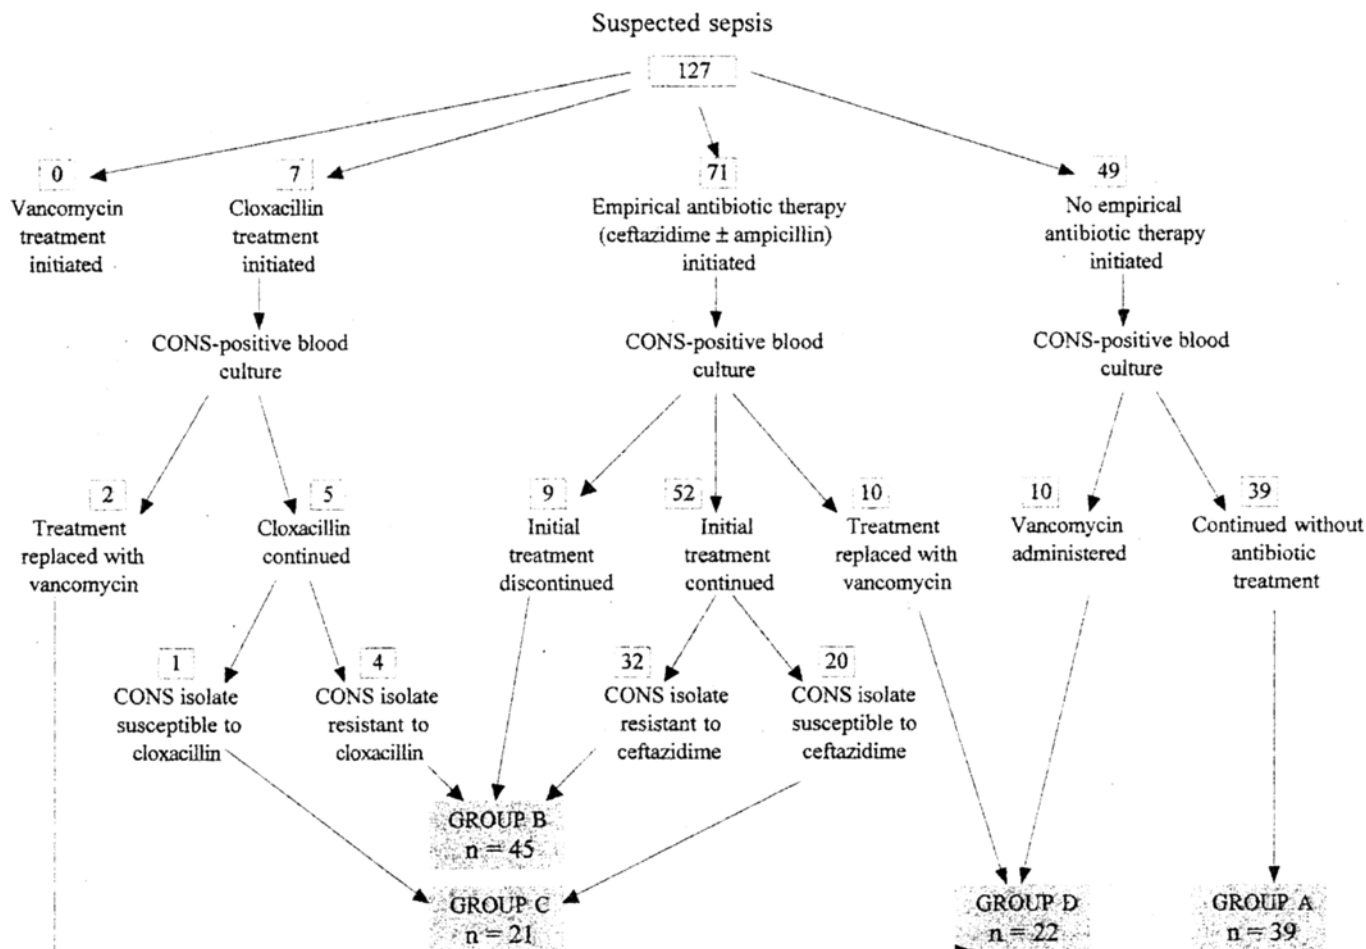 Suspected sepsis
127
0
Vancomycin
treatment
initiated
7
Cloxacillin
treatment
initiated
71
Empirical antibiotic therapy
(ceftazidime ± ampicillin)
initiated
49
No empirical
antibiotic therapy
initiated
CONS-positive blood
culture
CONS-positive blood
culture
CONS-positive blood
culture
2
Treatment
replaced with
vancomycin
5
Cloxacillin
continued
9
Initial
treatment
discontinued
52
Initial
treatment
continued
10
Treatment
replaced with
vancomycin
10
Vancomycin
administered
39
Continued without
antibiotic
treatment
1
CONS isolate
susceptible to
cloxacillin
4
CONS isolate
resistant to
cloxacillin
32
CONS isolate
resistant to
ceftazidime
20
CONS isolate
susceptible to
ceftazidime
GROUP B
n = 45
GROUP C
n = 21
GROUP D
n = 22
GROUP A
n = 39